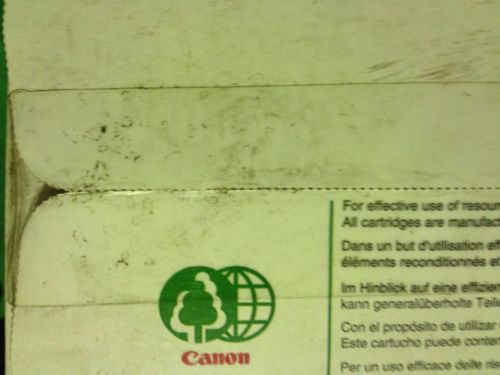 For effective use of resour
All cartridges are manufac
Dans un but d'utilisation eff
éléments reconditionnés et
Im Hinblick auf eine effizien
kann generalüberholte Teile
Con el propósito de utilizar
Este cartucho puede conten
Per un uso efficace delle ris
Canon